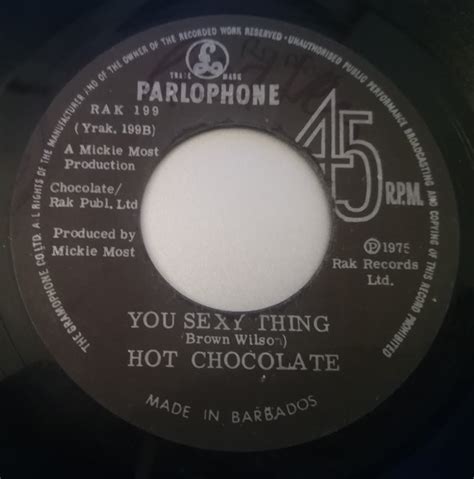 ALL RIGHTS OF THE MANUFACTURER AND OF THE OWNER OF THE RECORDED WORK RESERVED
UNAUTHORISED PUBLIC PERFORMANCE BROADCASTING AND COPYING OF THIS RECORD PROHIBITED
THE GRAMOPHONE CO LTD.
TRADE MARK
PARLOPHONE
RAK 199
(Yrak. 199B)
A Mickie Most
Production
Chocolate/
Rak Publ, Ltd
Produced by
Mickie Most
45
R.P.M.
Ⓟ 1975
Rak Records
Ltd.
YOU SEXY THING
(Brown Wilson)
HOT CHOCOLATE
MADE IN BARBADOS